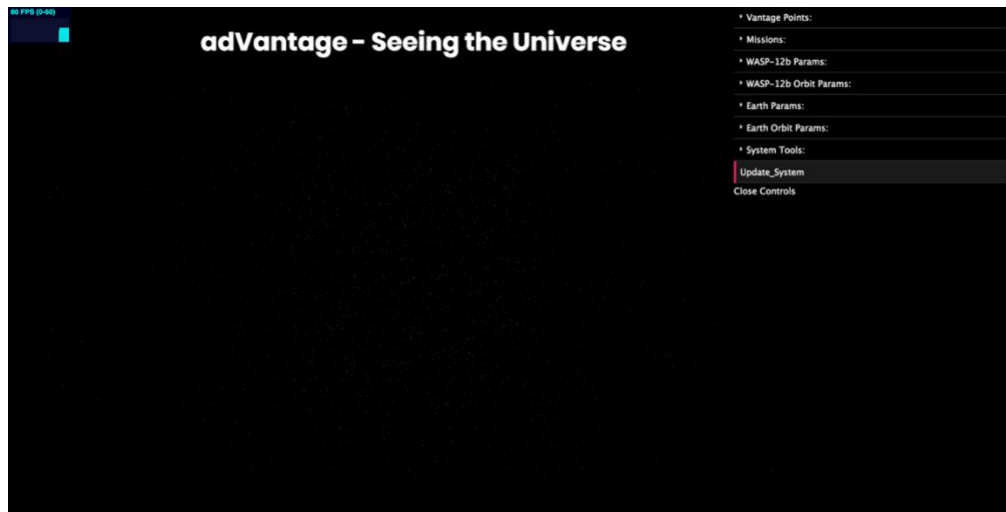 60 FPS (0-60)
adVantage - Seeing the Universe
Vantage Points:
Missions:
WASP-12b Params:
WASP-12b Orbit Params:
Earth Params:
Earth Orbit Params:
System Tools:
Update_System
Close Controls